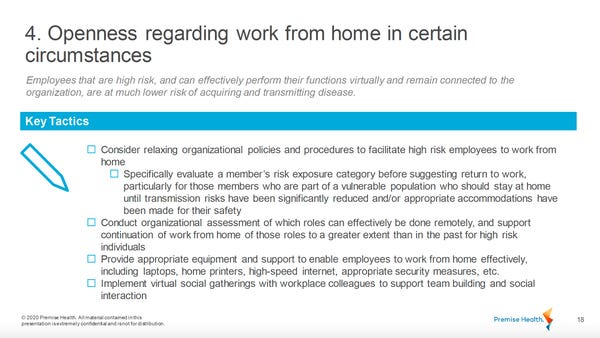 4. Openness regarding work from home in certain
circumstances
Employees that are high risk, and can effectively perform their functions virtually and remain connected to the
organization, are at much lower risk of acquiring and transmitting disease.
Key Tactics
Consider relaxing organizational policies and procedures to facilitate high risk employees to work from
home
Specifically evaluate a member's risk exposure category before suggesting return to work,
particularly for those members who are part of a vulnerable population who should stay at home
until transmission risks have been significantly reduced and/or appropriate accommodations have
been made for their safety
Conduct organizational assessment of which roles can effectively be done remotely, and support
continuation of work from home of those roles to a greater extent than in the past for high risk
individuals
Provide appropriate equipment and support to enable employees to work from home effectively,
including laptops, home printers, high-speed internet, appropriate security measures, etc.
Implement virtual social gatherings with workplace colleagues to support team building and social
interaction
© 2020 Premise Health. All material contained in this
presentation is extremely confidential and is not for distribution.
Premise Health.
18